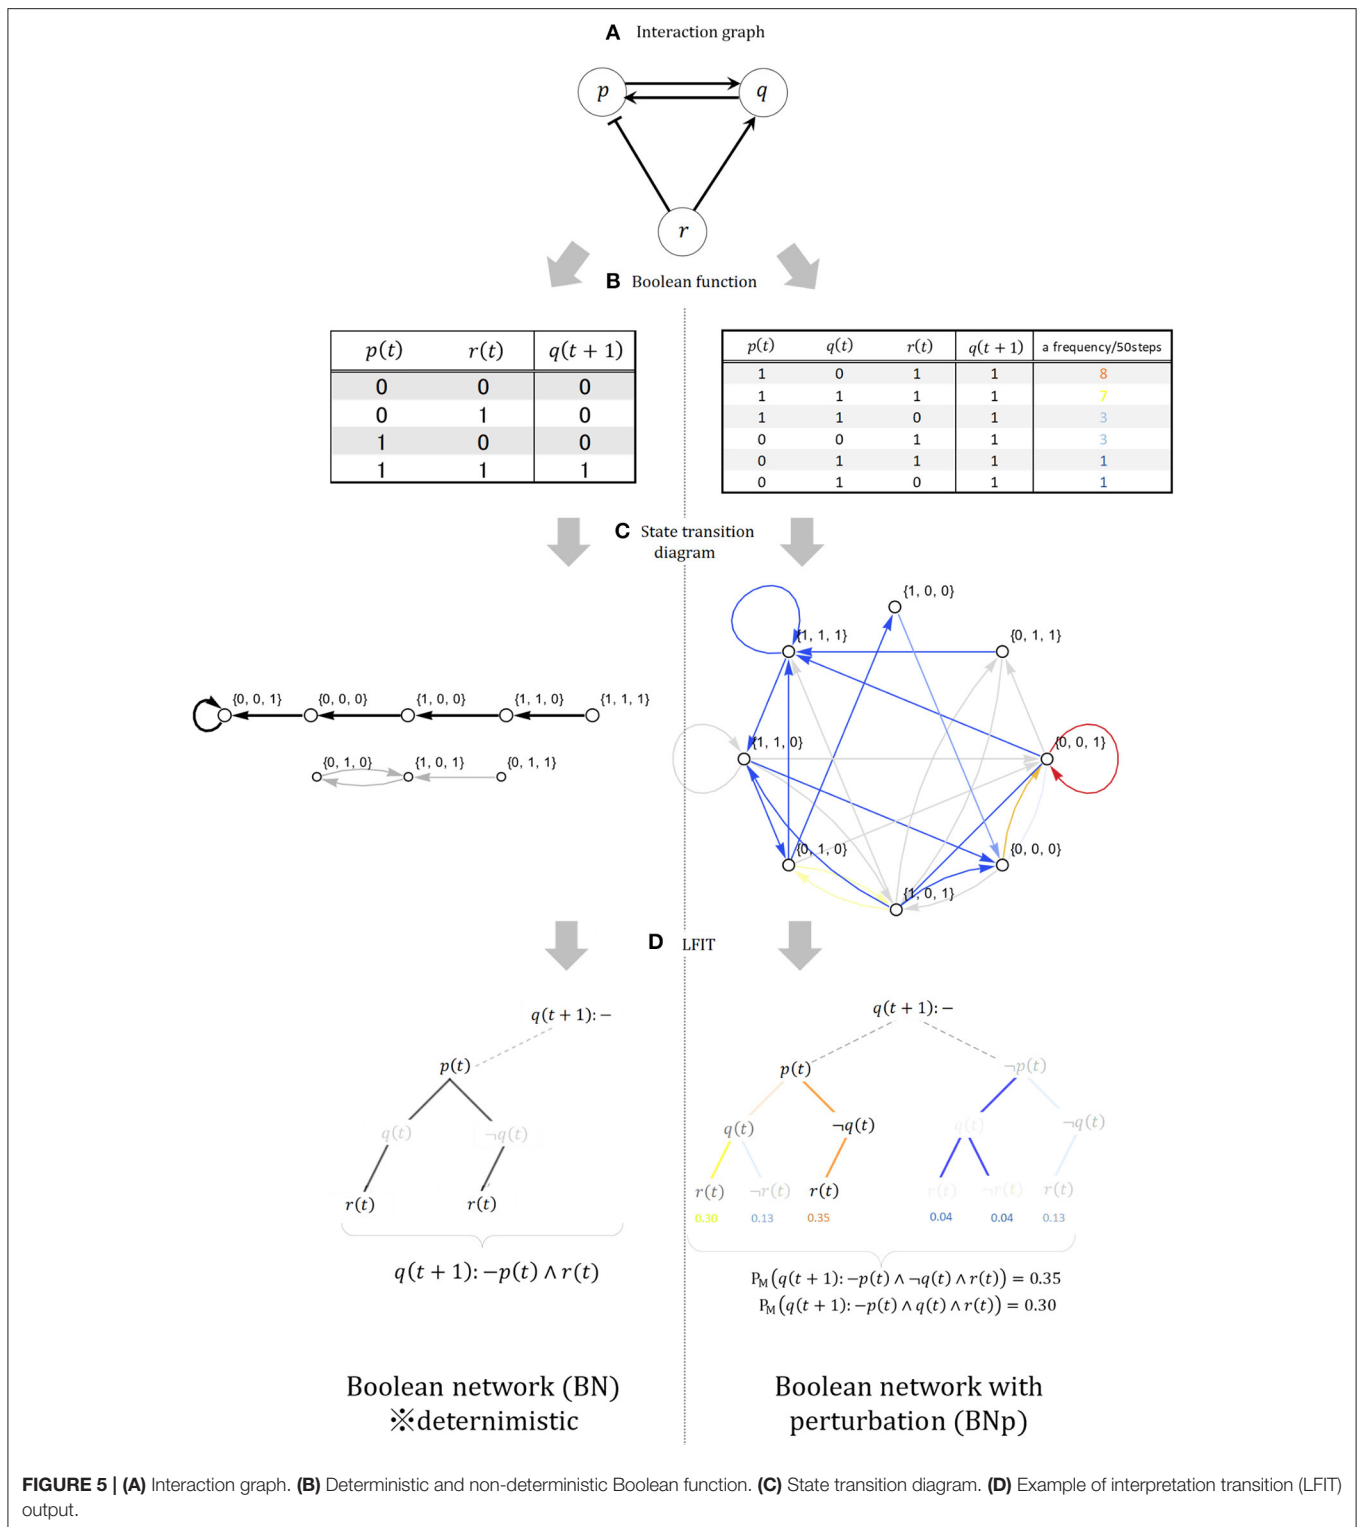 A Interaction graph
p q
r
B Boolean function
p(t) r(t) q(t + 1)
0 0 0
0 1 0
1 0 0
1 1 1
p(t) q(t) r(t) q(t + 1) a frequency/50steps
1 0 1 1 8
1 1 1 1 7
1 1 0 1 3
0 0 1 1 3
0 1 1 1 1
0 1 0 1 1
C State transition
diagram
{0, 0, 1} {0, 0, 0} {1, 0, 0} {1, 1, 0} {1, 1, 1}
{0, 1, 0} {1, 0, 1} {0, 1, 1}
{1, 0, 0}
{1, 1, 1} {0, 1, 1}
{1, 1, 0} {0, 0, 1}
{0, 1, 0} {0, 0, 0}
{1, 0, 1}
D LFIT
q(t + 1):−
p(t)
q(t) ¬q(t)
r(t) r(t)
q(t + 1):−p(t) ∧ r(t)
q(t + 1):−
p(t) ¬p(t)
q(t) ¬q(t) q(t) ¬q(t)
r(t) ¬r(t) r(t) r(t) ¬r(t) r(t)
0.30 0.13 0.35 0.04 0.04 0.13
P_M(q(t + 1):−p(t) ∧ ¬q(t) ∧ r(t)) = 0.35
P_M(q(t + 1):−p(t) ∧ q(t) ∧ r(t)) = 0.30
Boolean network (BN)
※deternimistic
Boolean network with
perturbation (BNp)
FIGURE 5 | (A) Interaction graph. (B) Deterministic and non-deterministic Boolean function. (C) State transition diagram. (D) Example of interpretation transition (LFIT)
output.